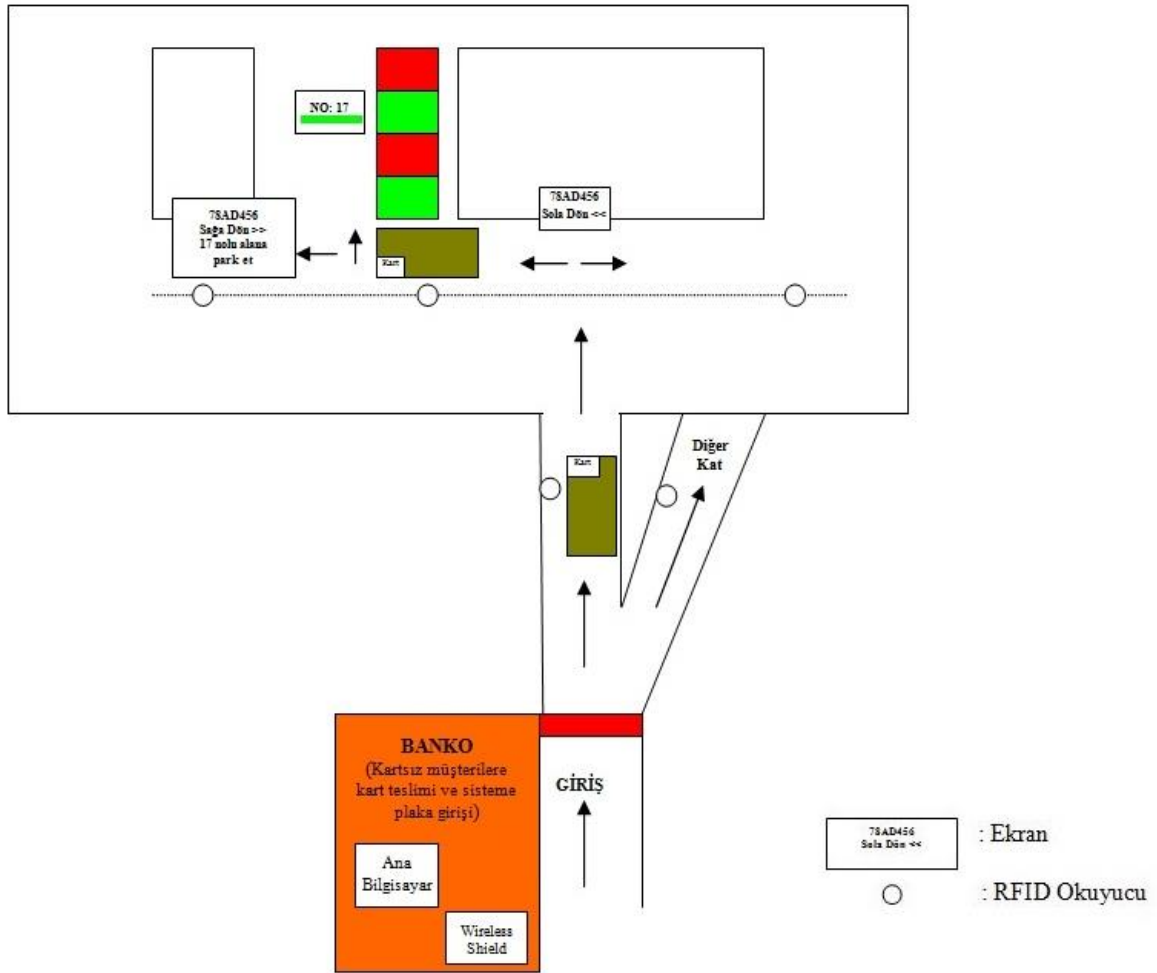 NO: 17
78AD456
Sola Dön <<
78AD456
Sağa Dön >>
17 nolu alana
park et
Kart
Diğer
Kat
Kart
BANKO
(Kartsız müşterilere
kart teslimi ve sisteme
plaka girişi)
GİRİŞ
Ana
Bilgisayar
Wireless
Shield
78AD456
Sola Dön <<
: Ekran
: RFID Okuyucu